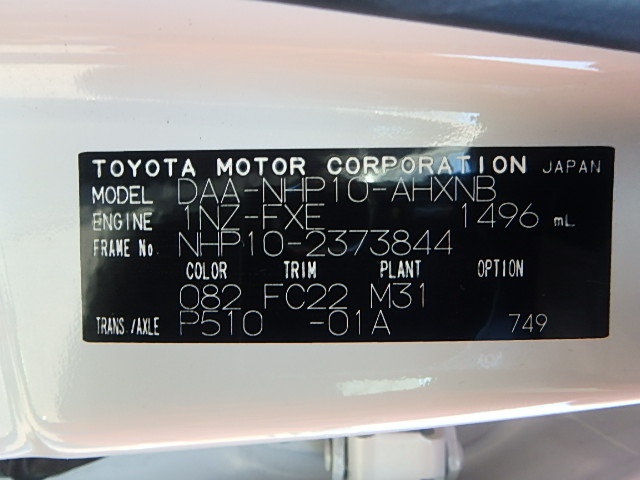 TOYOTA MOTOR CORPORATION JAPAN
MODEL DAA-NHP10-AHXNB
ENGINE 1NZ-FXE 1496 mL
FRAME No. NHP10-2373844
COLOR TRIM PLANT OPTION
082 FC22 M31
TRANS./AXLE P510 -01A 749